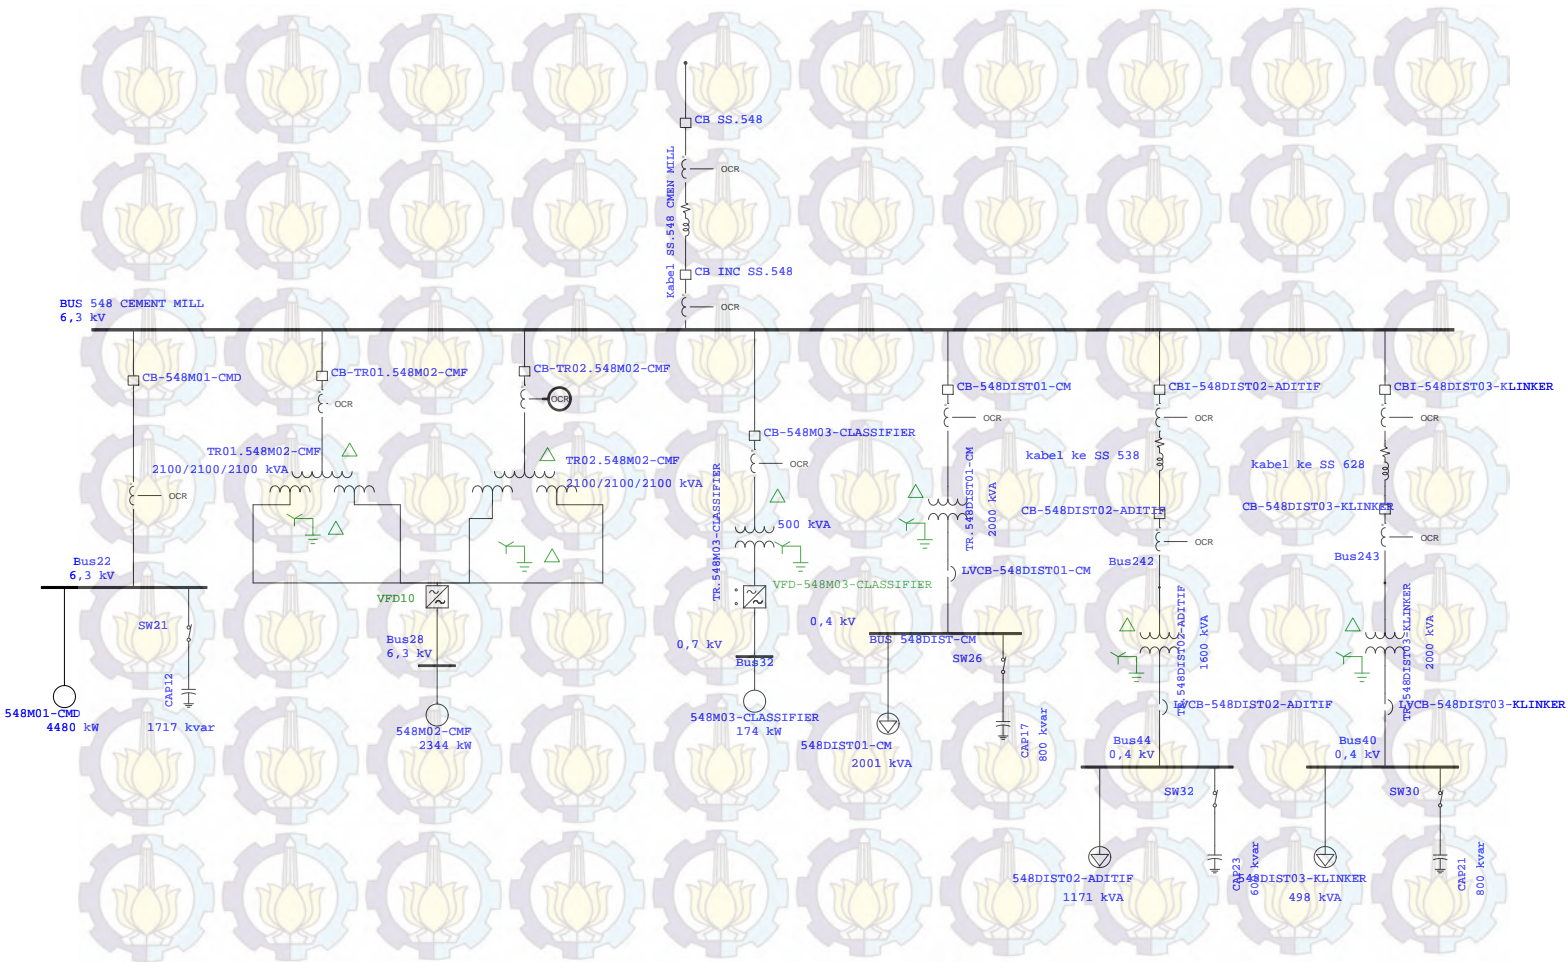 CB SS.548
OCR
Kabel SS.548 CMEN MILL
CB INC SS.548
OCR
BUS 548 CEMENT MILL
6,3 kV
CB-548M01-CMD
CB-TR01.548M02-CMF
CB-TR02.548M02-CMF
CB-548DIST01-CM
CBI-548DIST02-ADITIF
CBI-548DIST03-KLINKER
OCR
OCR
OCR
OCR
OCR
CB-548M03-CLASSIFIER
TR01.548M02-CMF
2100/2100/2100 kVA
TR02.548M02-CMF
2100/2100/2100 kVA
OCR
kabel ke SS 538
kabel ke SS 628
OCR
TR.548M03-CLASSIFIER
500 kVA
TR.548DIST01-CM
2000 kVA
CB-548DIST02-ADITIF
CB-548DIST03-KLINKER
OCR
OCR
Bus22
6,3 kV
Bus242
Bus243
LVCB-548DIST01-CM
VFD10
VFD-548M03-CLASSIFIER
SW21
0,4 kV
BUS 548DIST-CM
Bus28
6,3 kV
0,7 kV
Bus32
SW26
TR.548DIST02-ADITIF
1600 kVA
TR.548DIST03-KLINKER
2000 kVA
CAP12
1717 kvar
548M01-CMD
4480 kW
548M02-CMF
2344 kW
548M03-CLASSIFIER
174 kW
548DIST01-CM
2001 kVA
CAP17
800 kvar
LVCB-548DIST02-ADITIF
LVCB-548DIST03-KLINKER
Bus44
0,4 kV
Bus40
0,4 kV
SW32
SW30
548DIST02-ADITIF
1171 kVA
CAP23
600 kvar
548DIST03-KLINKER
498 kVA
CAP21
800 kvar